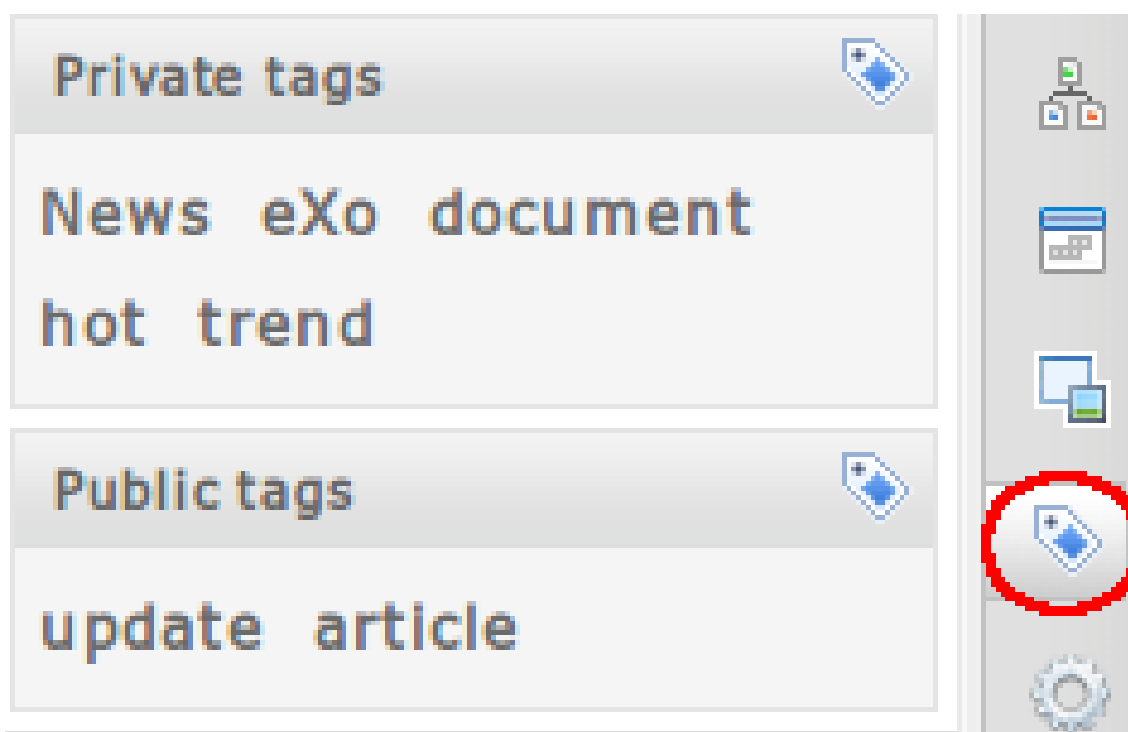 Private tags
News eXo document
hot trend
Public tags
update article